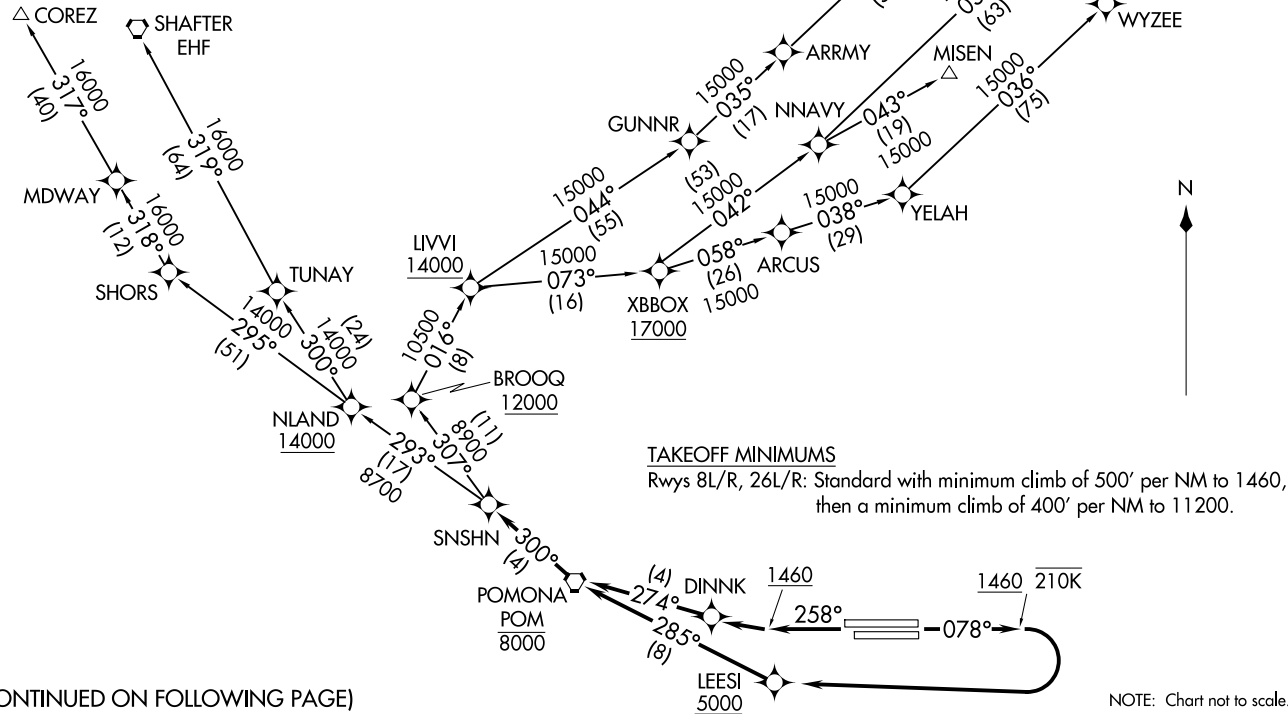 COREZ
SHAFTER
EHF
16000
317°
(40)
16000
319°
(64)
MDWAY
16000
318°
(12)
SHORS
TUNAY
14000
295°
(51)
14000
300°
(24)
NLAND
14000
293°
(17)
8700
8900
307°
(11)
BROOQ
12000
10500
016°
(8)
LIVVI
14000
15000
044°
(55)
15000
073°
(16)
GUNNR
15000
035°
(17)
ARRMY
(63)
WYZEE
MISEN
NNAVY
043°
(19)
15000
15000
036°
(75)
(53)
15000
042°
XBBOX
17000
058°
(26)
15000
ARCUS
15000
038°
(29)
YELAH
N
TAKEOFF MINIMUMS
Rwys 8L/R, 26L/R: Standard with minimum climb of 500' per NM to 1460,
then a minimum climb of 400' per NM to 11200.
SNSHN
300°
(4)
POMONA
POM
8000
(4)
274°
DINNK
285°
(8)
1460
258°
078°
1460
210K
LEESI
5000
ONTINUED ON FOLLOWING PAGE)
NOTE: Chart not to scale.